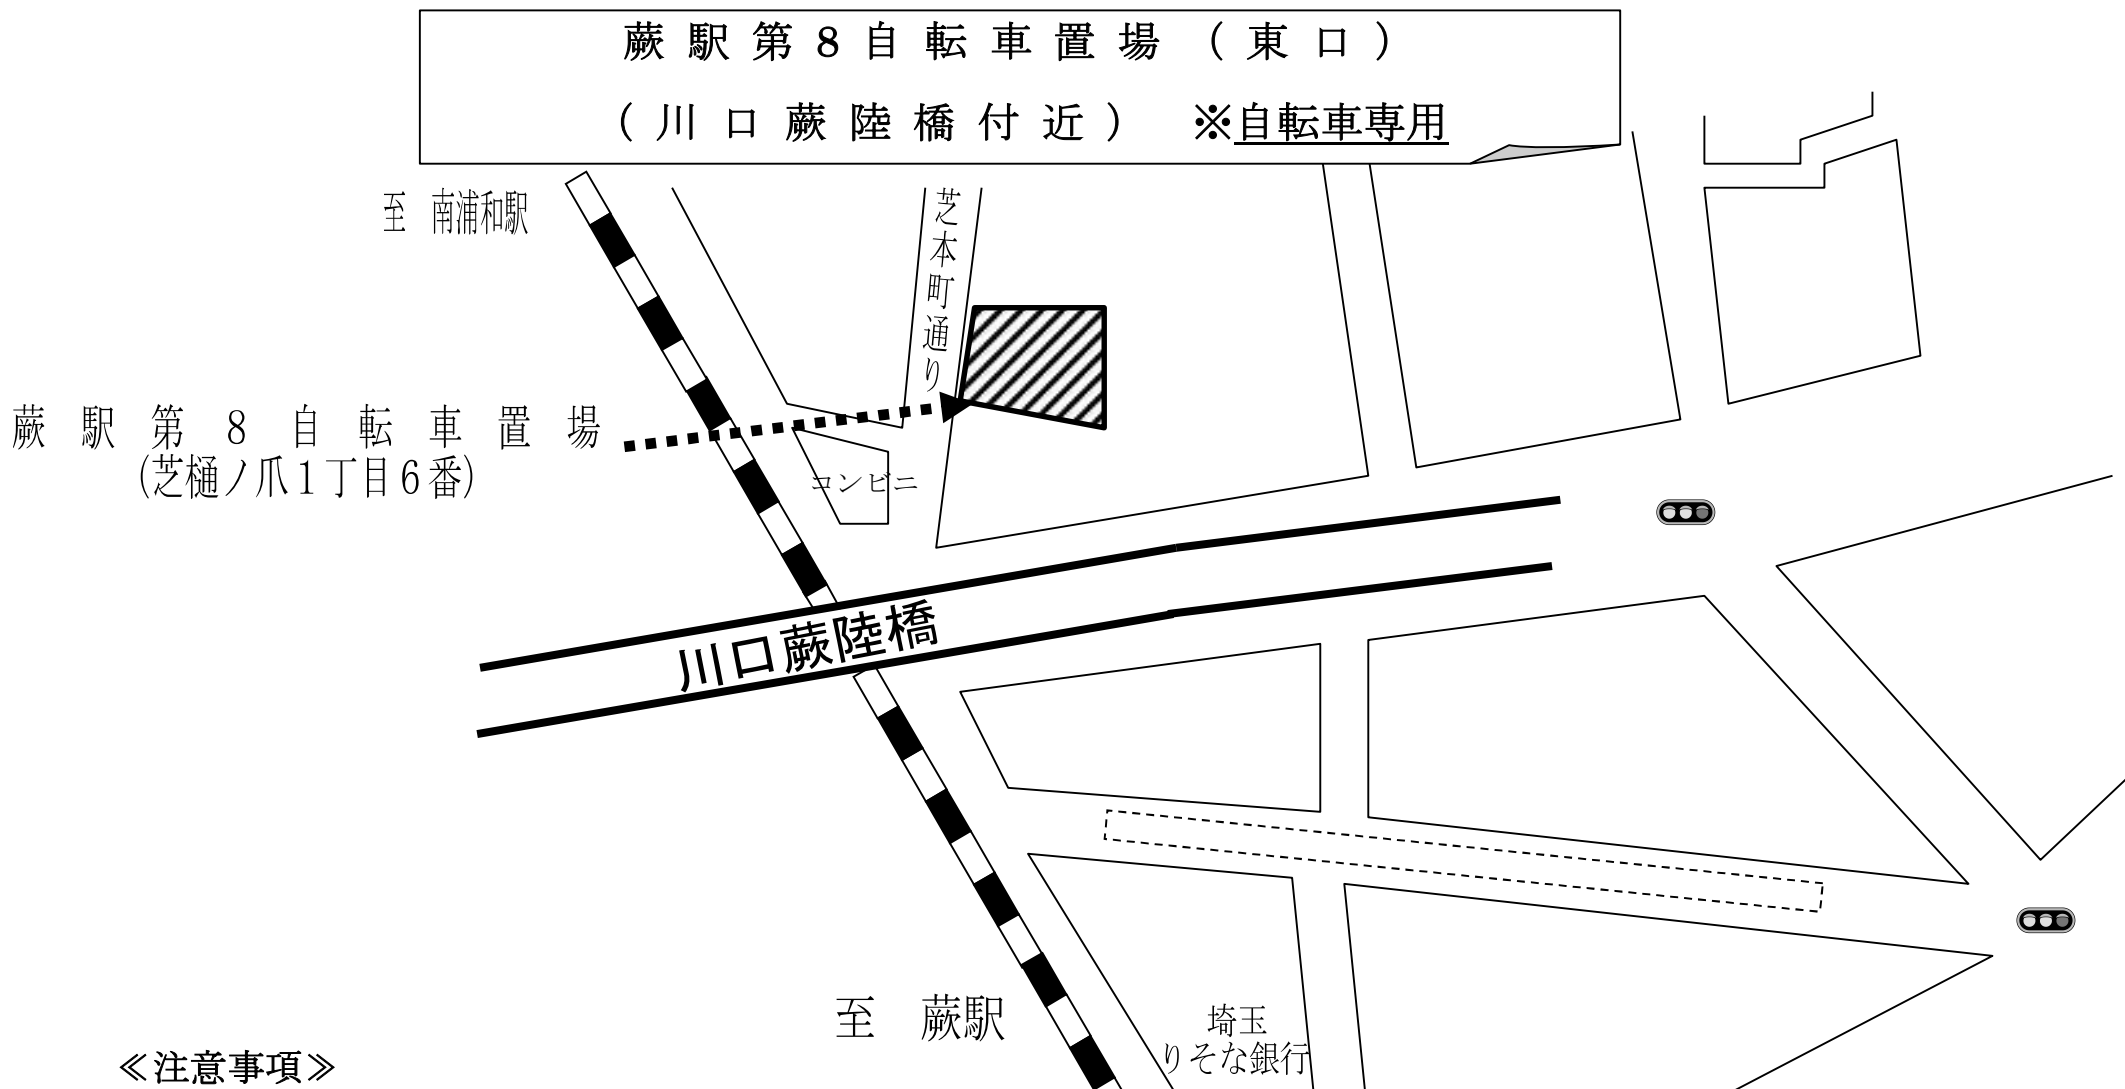 蕨駅第8自転車置場(東口)
(川口蕨陸橋付近) ※自転車専用
至 南浦和駅
芝本町通り
蕨駅第8自転車置場
(芝樋ノ爪1丁目6番)
コンビニ
川口蕨陸橋
至 蕨駅
埼玉
りそな銀行
≪注意事項≫